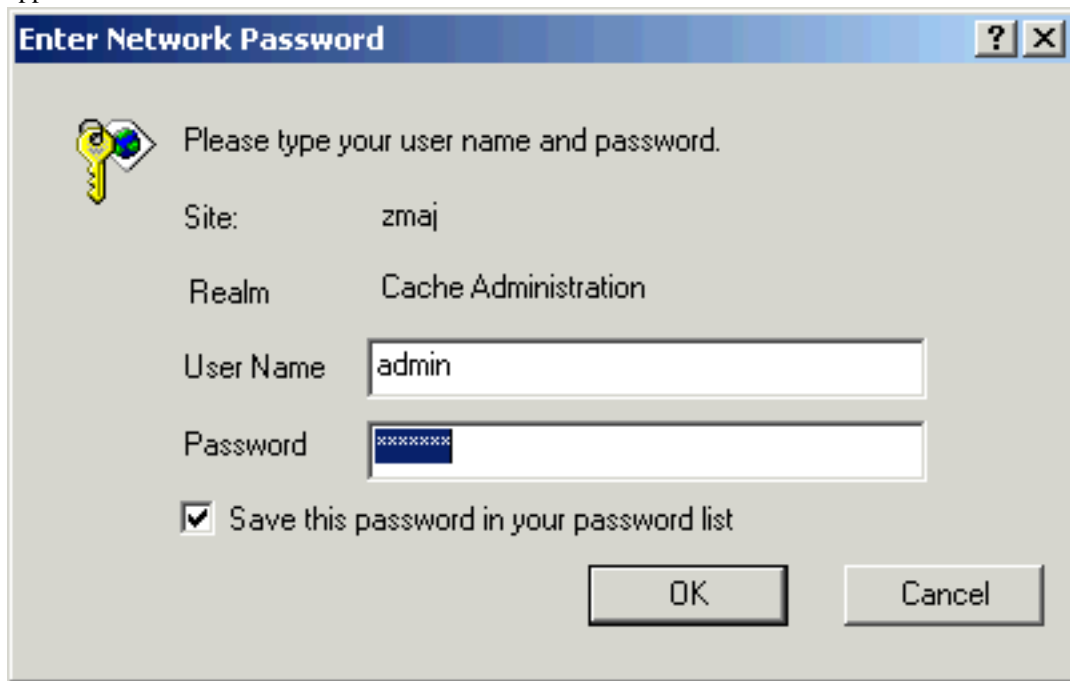 Enter Network Password
Please type your user name and password.
Site: zmaj
Realm Cache Administration
User Name admin
Password *******
Save this password in your password list
OK Cancel